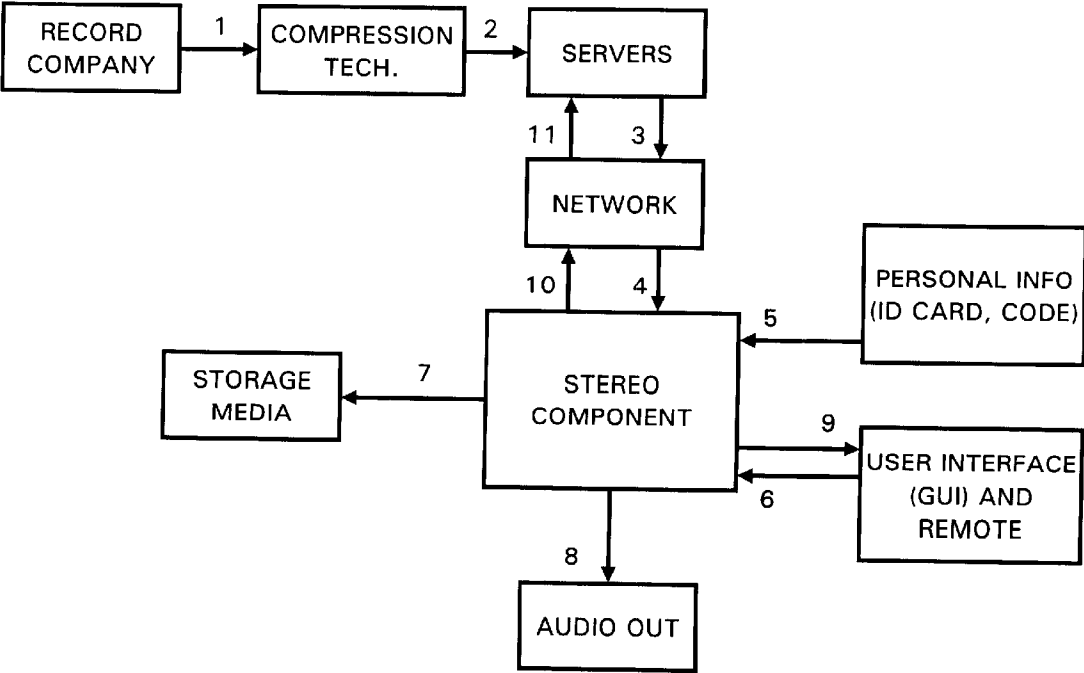 RECORD
COMPANY
1
COMPRESSION
TECH.
2
SERVERS
11
3
NETWORK
10
4
PERSONAL INFO
(ID CARD, CODE)
5
STORAGE
MEDIA
7
STEREO
COMPONENT
9
6
USER INTERFACE
(GUI) AND
REMOTE
8
AUDIO OUT